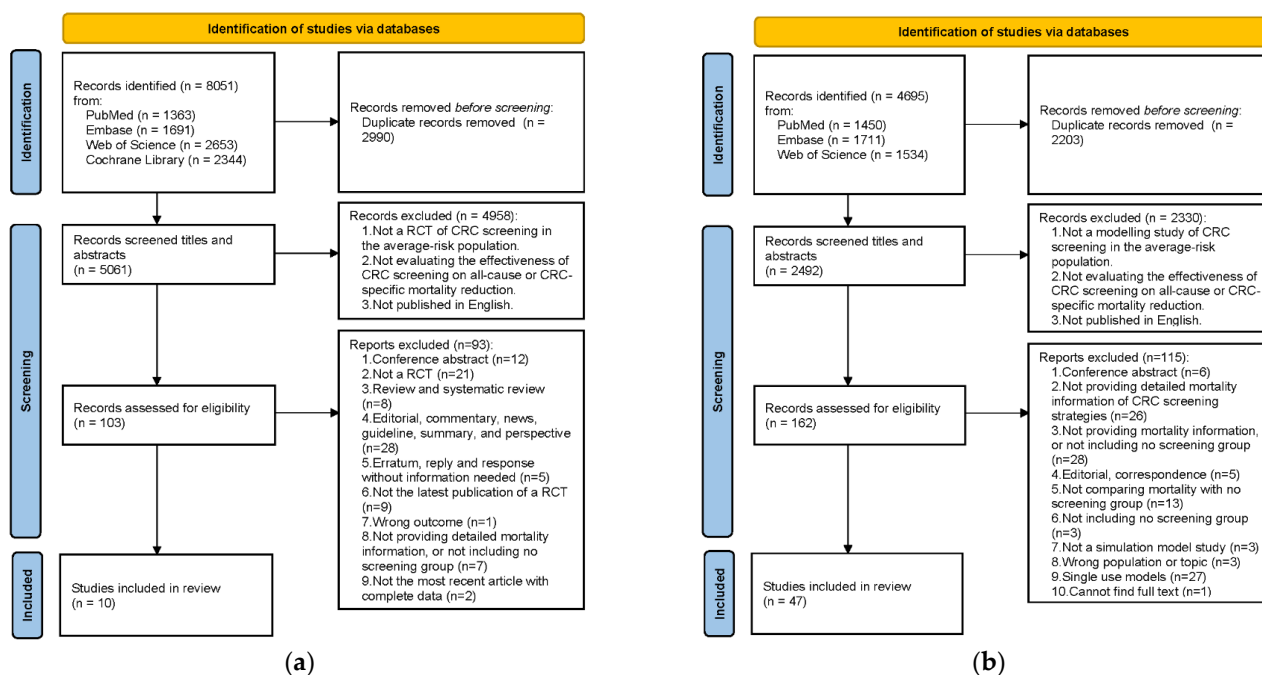 Identification of studies via databases
Identification
Records identified (n = 8051)
from:
PubMed (n = 1363)
Embase (n = 1691)
Web of Science (n = 2653)
Cochrane Library (n = 2344)
Records removed before screening:
Duplicate records removed (n =
2990)
Screening
Records screened titles and
abstracts
(n = 5061)
Records excluded (n = 4958):
1.Not a RCT of CRC screening in
the average-risk population.
2.Not evaluating the effectiveness
of CRC screening on all-cause or CRC-
specific mortality reduction.
3.Not published in English.
Records assessed for eligibility
(n = 103)
Reports excluded (n=93):
1.Conference abstract (n=12)
2.Not a RCT (n=21)
3.Review and systematic review
(n=8)
4.Editorial, commentary, news,
guideline, summary, and perspective
(n=28)
5.Erratum, reply and response
without information needed (n=5)
6.Not the latest publication of a RCT
(n=9)
7.Wrong outcome (n=1)
8.Not providing detailed mortality
information, or not including no
screening group (n=7)
9.Not the most recent article with
complete data (n=2)
Included
Studies included in review
(n = 10)
(a)
Identification of studies via databases
Identification
Records identified (n = 4695)
from:
PubMed (n = 1450)
Embase (n = 1711)
Web of Science (n = 1534)
Records removed before screening:
Duplicate records removed (n =
2203)
Screening
Records screened titles and
abstracts
(n = 2492)
Records excluded (n = 2330):
1.Not a modelling study of CRC
screening in the average-risk
population.
2.Not evaluating the effectiveness of
CRC screening on all-cause or CRC-
specific mortality reduction.
3.Not published in English.
Records assessed for eligibility
(n = 162)
Reports excluded (n=115):
1.Conference abstract (n=6)
2.Not providing detailed mortality
information of CRC screening
strategies (n=26)
3.Not providing mortality information,
or not including no screening group
(n=28)
4.Editorial, correspondence (n=5)
5.Not comparing mortality with no
screening group (n=13)
6.Not including no screening group
(n=3)
7.Not a simulation model study (n=3)
8.Wrong population or topic (n=3)
9.Single use models (n=27)
10.Cannot find full text (n=1)
Included
Studies included in review
(n = 47)
(b)